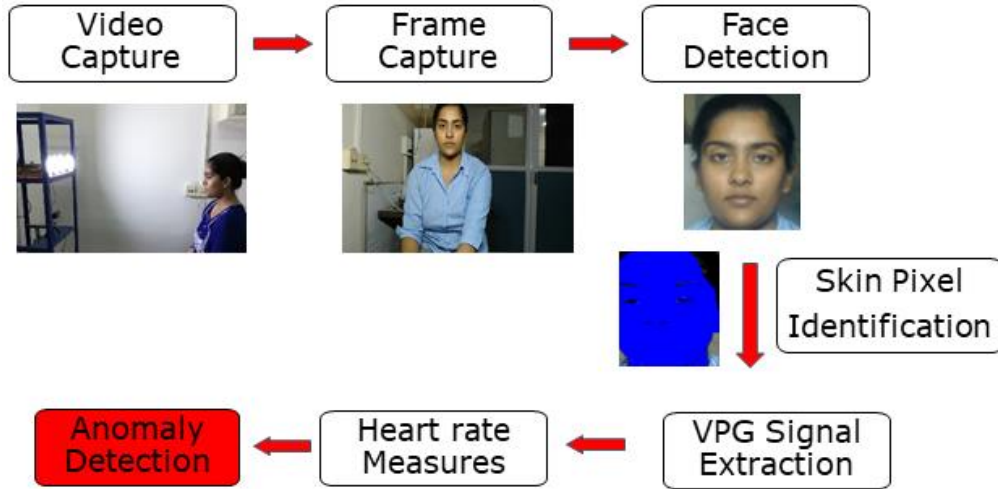 Video
Capture
Frame
Capture
Face
Detection
Skin Pixel
Identification
VPG Signal
Extraction
Heart rate
Measures
Anomaly
Detection